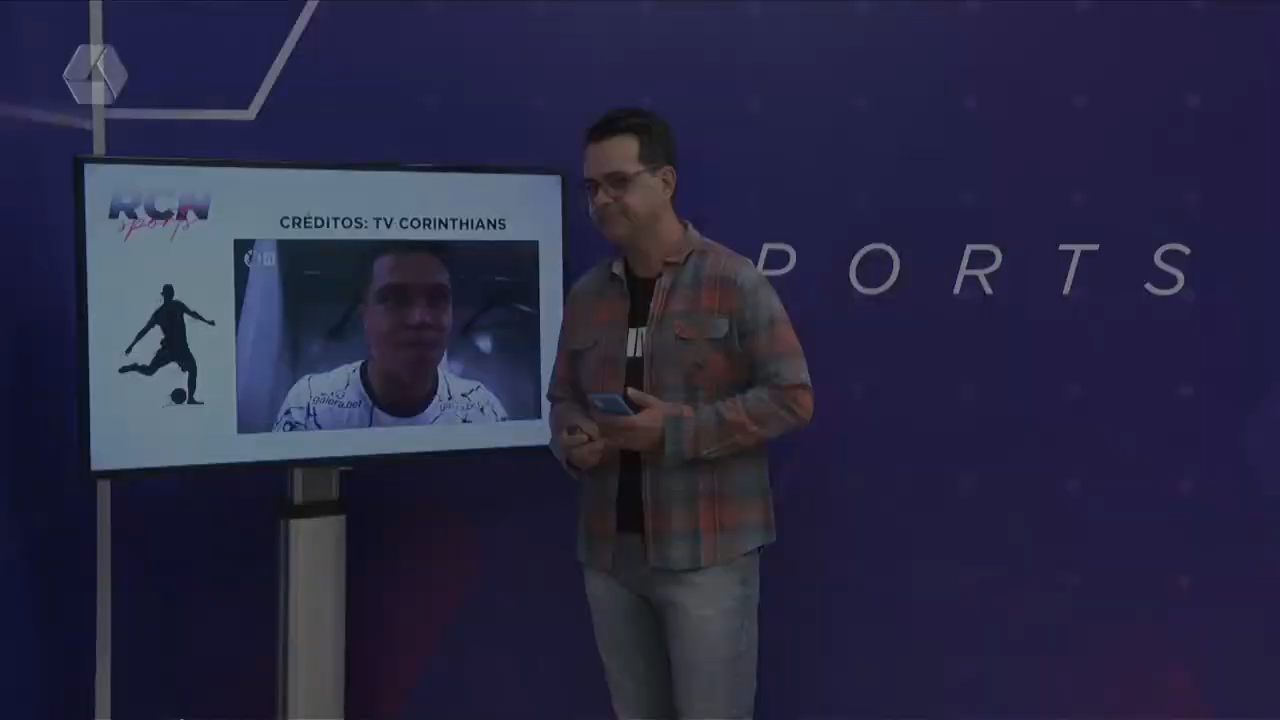 RCN
sports
CRÉDITOS: TV CORINTHIANS
galera.bet
PORTS